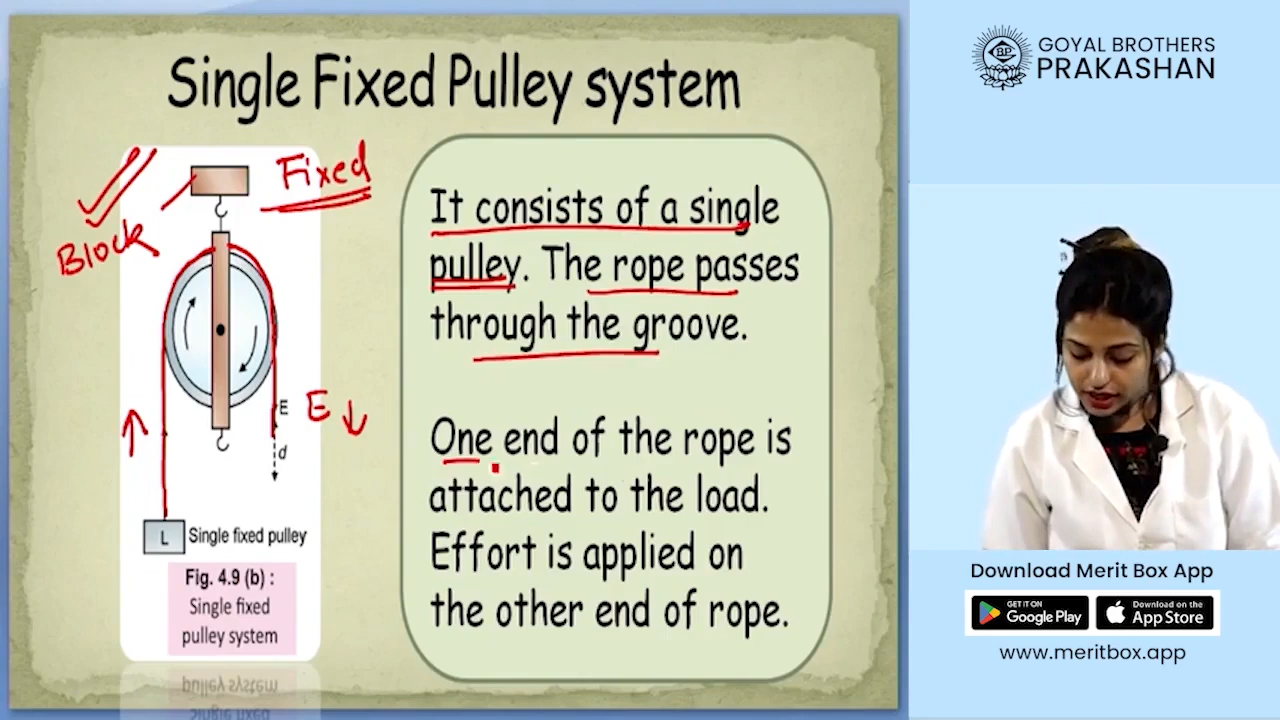 Single Fixed Pulley system
GOYAL BROTHERS
PRAKASHAN
Fixed
Block
It consists of a single
pulley. The rope passes
through the groove.
One end of the rope is
attached to the load.
Effort is applied on
the other end of rope.
E
E
d
L
Single fixed pulley
Fig. 4.9 (b) :
Single fixed
pulley system
Download Merit Box App
GET IT ON
Google Play
Download on the
App Store
www.meritbox.app